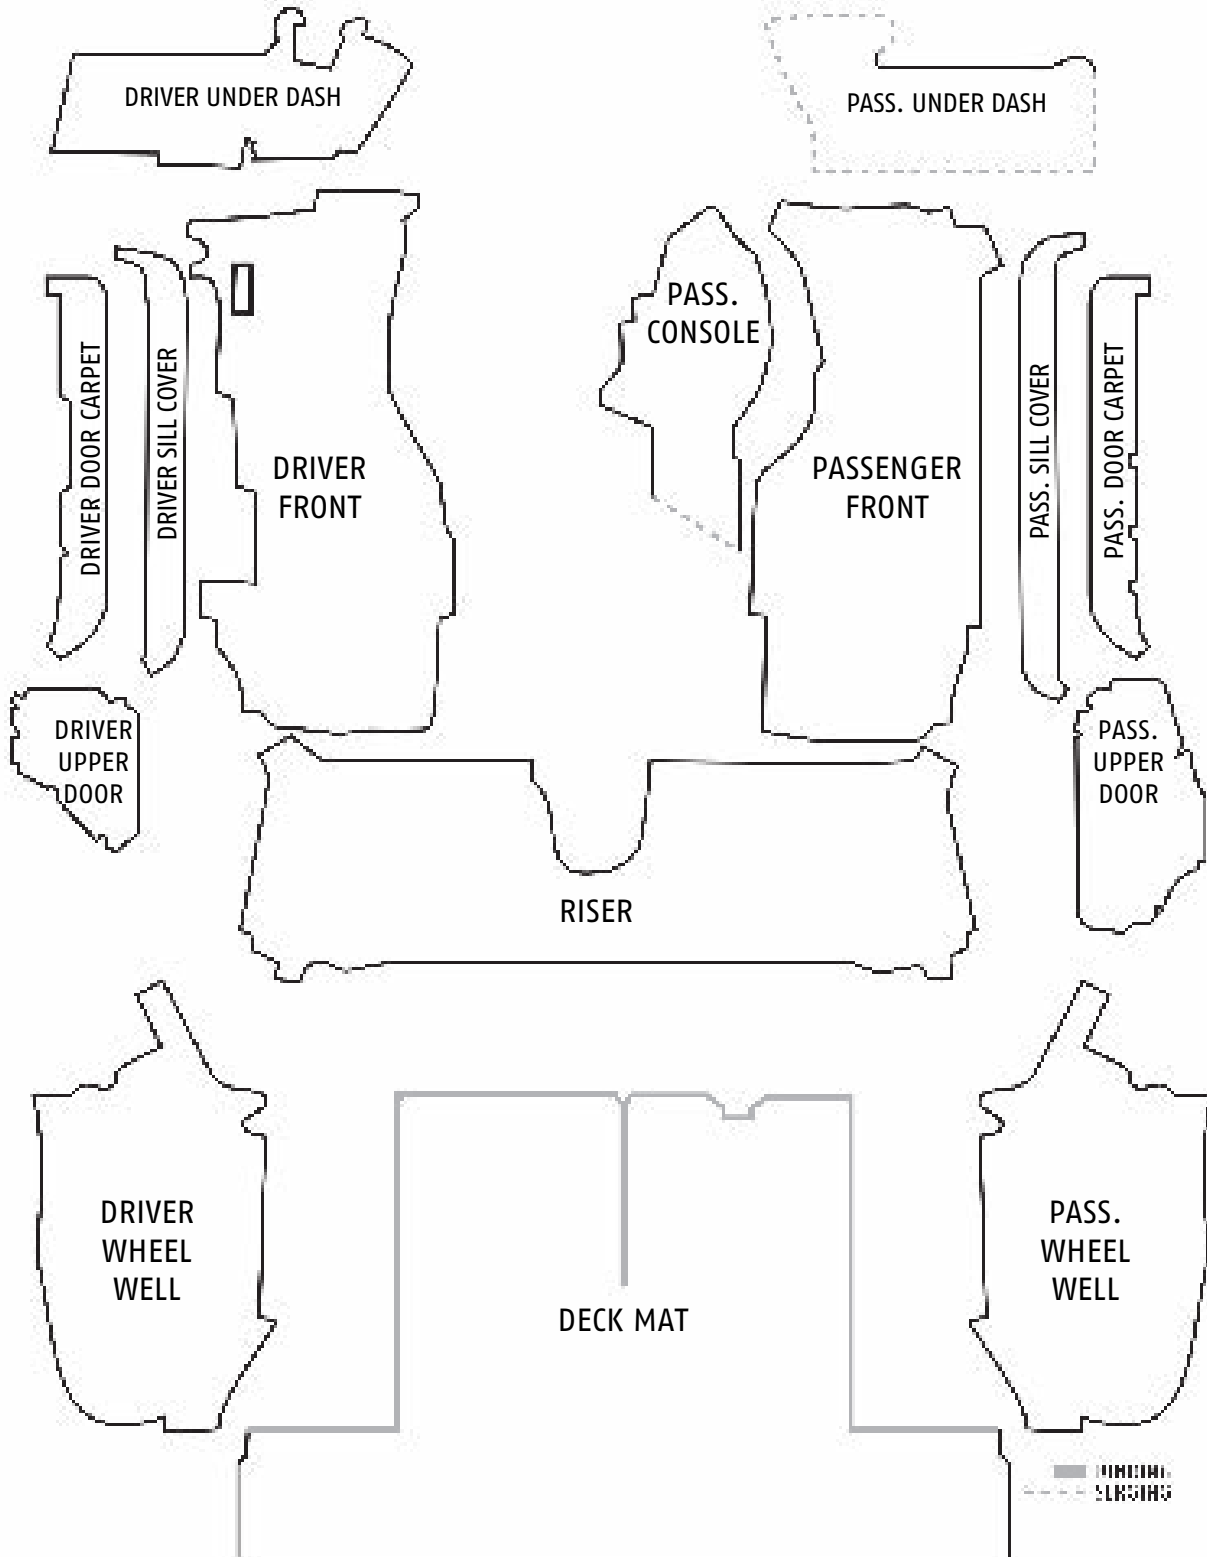 DRIVER UNDER DASH
PASS. UNDER DASH
PASS.
CONSOLE
DRIVER DOOR CARPET
DRIVER SILL COVER
DRIVER
FRONT
PASSENGER
FRONT
PASS. SILL COVER
PASS. DOOR CARPET
DRIVER
UPPER
DOOR
PASS.
UPPER
DOOR
RISER
DRIVER
WHEEL
WELL
PASS.
WHEEL
WELL
DECK MAT